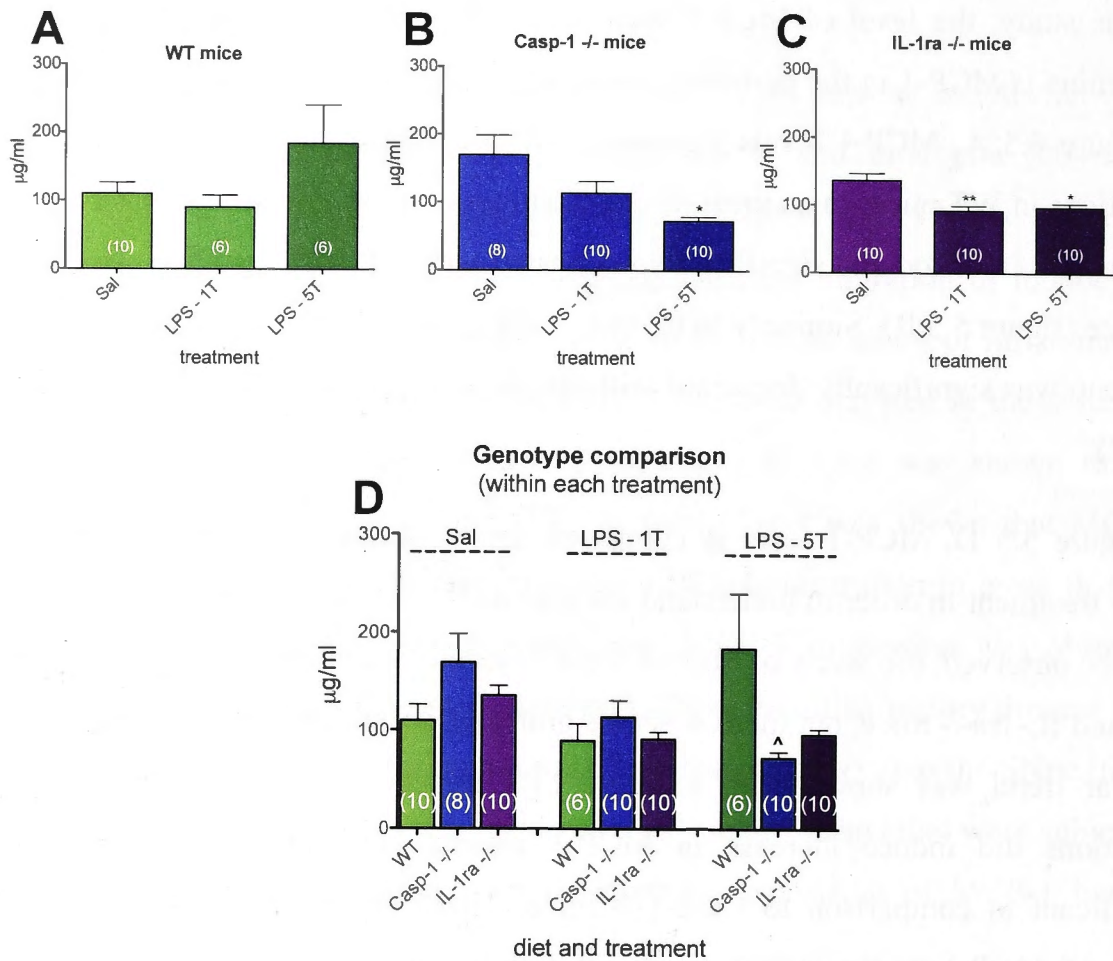 A
WT mice
300
200
100
0
µg/ml
(10)
(6)
(6)
Sal
LPS - 1T
LPS - 5T
treatment
B
Casp-1 -/- mice
300
200
100
0
µg/ml
*
(8)
(10)
(10)
Sal
LPS - 1T
LPS - 5T
treatment
C
IL-1ra -/- mice
300
200
100
0
µg/ml
**
*
(10)
(10)
(10)
Sal
LPS - 1T
LPS - 5T
treatment
D
Genotype comparison
(within each treatment)
300
200
100
0
µg/ml
Sal
LPS - 1T
LPS - 5T
^
(10)
(8)
(10)
(6)
(10)
(10)
(6)
(10)
(10)
WT
Casp-1 -/-
IL-1ra -/-
WT
Casp-1 -/-
IL-1ra -/-
WT
Casp-1 -/-
IL-1ra -/-
diet and treatment